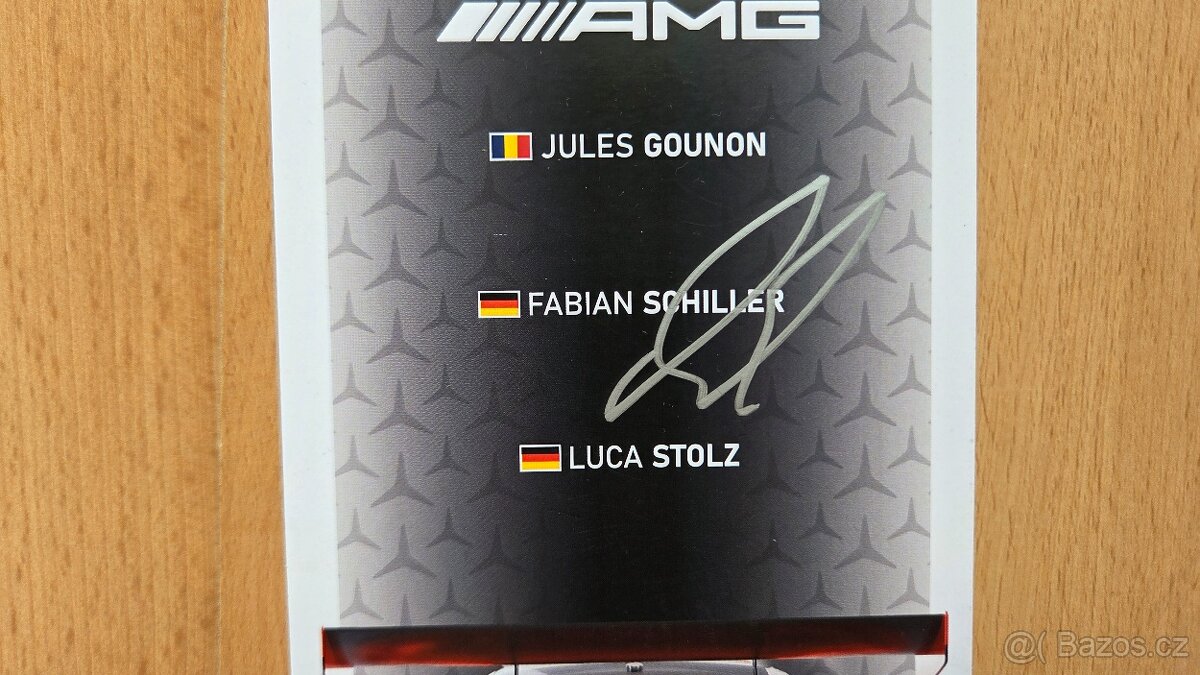 AMG
JULES GOUNON
FABIAN SCHILLER
LUCA STOLZ
@( Bazos.cz